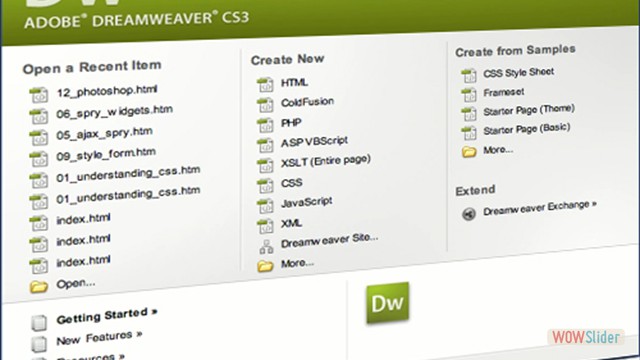 Dw
ADOBE® DREAMWEAVER® CS3
Open a Recent Item
12_photoshop.html
06_spry_widgets.htm
05_ajax_spry.htm
09_style_form.htm
01_understanding_css.htm
01_understanding_css.htm
index.html
index.html
index.html
Open...
Create New
HTML
ColdFusion
PHP
ASP VBScript
XSLT (Entire page)
CSS
JavaScript
XML
Dreamweaver Site...
More...
Create from Samples
CSS Style Sheet
Frameset
Starter Page (Theme)
Starter Page (Basic)
More...
Extend
Dreamweaver Exchange »
Getting Started »
New Features »
Resources »
Dw
WOWSlider